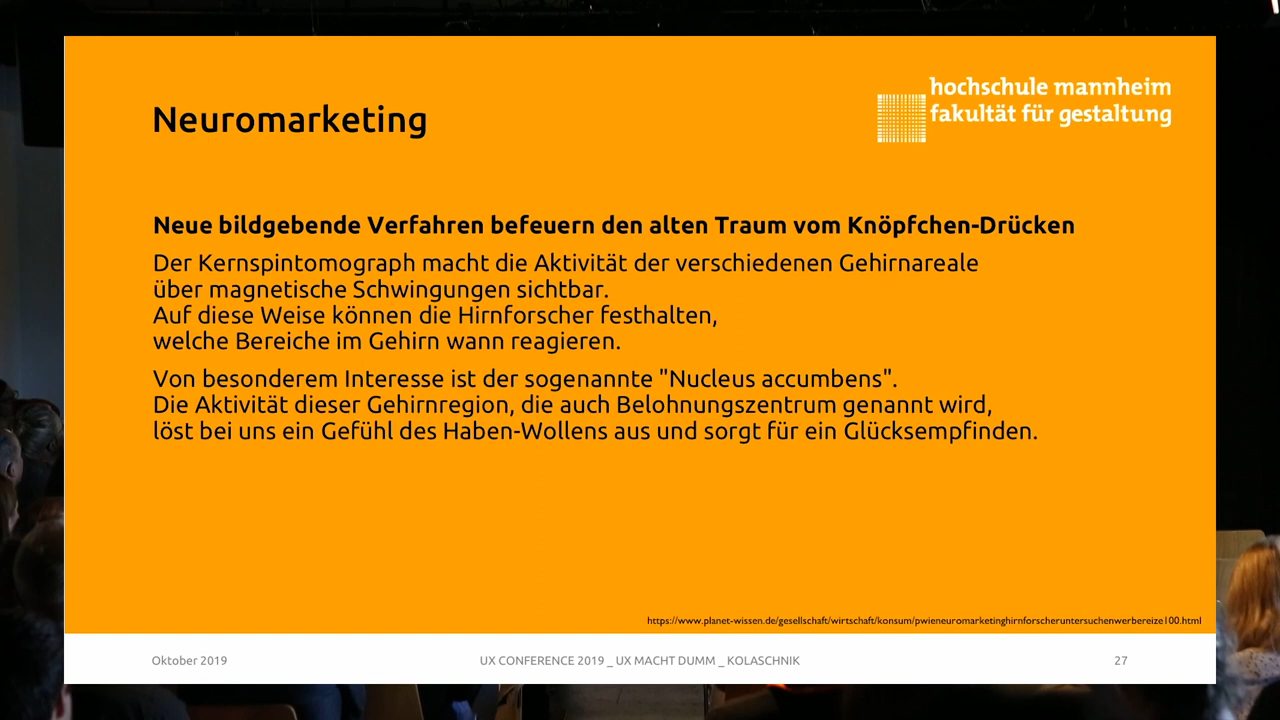 Neuromarketing
hochschule mannheim
fakultät für gestaltung
Neue bildgebende Verfahren befeuern den alten Traum vom Knöpfchen-Drücken
Der Kernspintomograph macht die Aktivität der verschiedenen Gehirnareale
über magnetische Schwingungen sichtbar.
Auf diese Weise können die Hirnforscher festhalten,
welche Bereiche im Gehirn wann reagieren.
Von besonderem Interesse ist der sogenannte "Nucleus accumbens".
Die Aktivität dieser Gehirnregion, die auch Belohnungszentrum genannt wird,
löst bei uns ein Gefühl des Haben-Wollens aus und sorgt für ein Glücksempfinden.
https://www.planet-wissen.de/gesellschaft/wirtschaft/konsum/pwieneuromarketinghirnforscheruntersuchenwerbereize100.html
Oktober 2019
UX CONFERENCE 2019 _ UX MACHT DUMM _ KOLASCHNIK
27